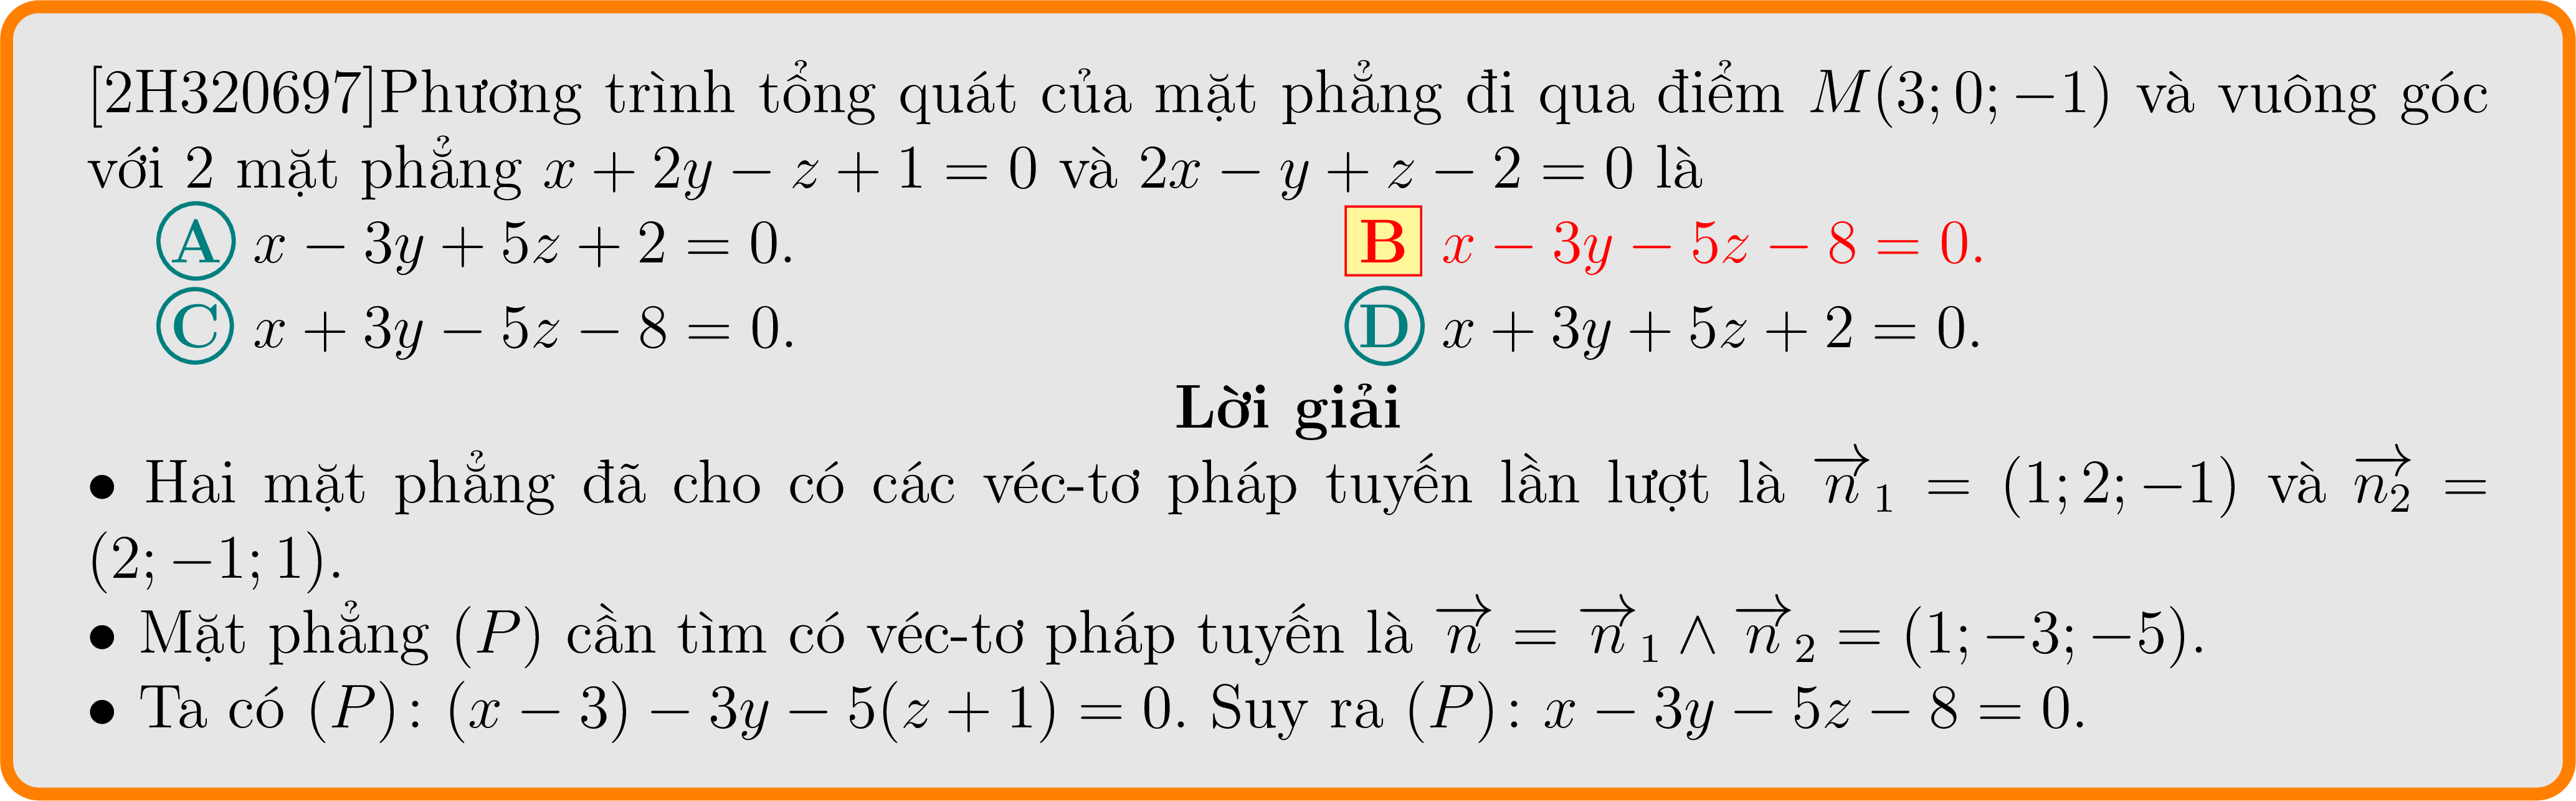 [2H320697]Phương trình tổng quát của mặt phẳng đi qua điểm M(3; 0; −1) và vuông góc
với 2 mặt phẳng x + 2y − z + 1 = 0 và 2x − y + z − 2 = 0 là
A x − 3y + 5z + 2 = 0. B x − 3y − 5z − 8 = 0.
C x + 3y − 5z − 8 = 0. D x + 3y + 5z + 2 = 0.
Lời giải
• Hai mặt phẳng đã cho có các véc-tơ pháp tuyến lần lượt là \overrightarrow{n}_1 = (1; 2; −1) và \overrightarrow{n_2} =
(2; −1; 1).
• Mặt phẳng (P) cần tìm có véc-tơ pháp tuyến là \overrightarrow{n} = \overrightarrow{n}_1 ∧ \overrightarrow{n}_2 = (1; −3; −5).
• Ta có (P): (x − 3) − 3y − 5(z + 1) = 0. Suy ra (P): x − 3y − 5z − 8 = 0.